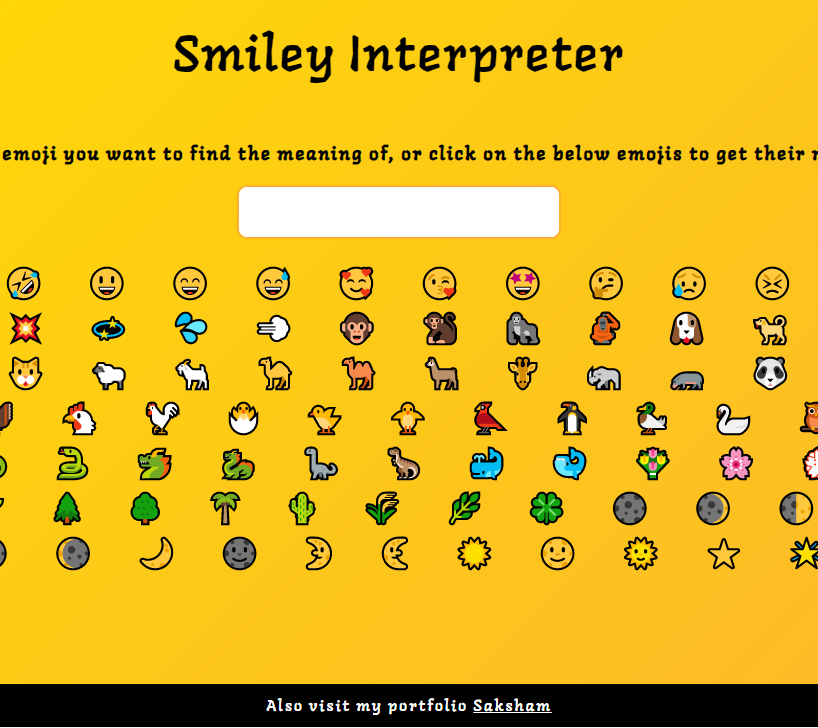 Smiley Interpreter
emoji you want to find the meaning of, or click on the below emojis to get their
Also visit my portfolio Saksham